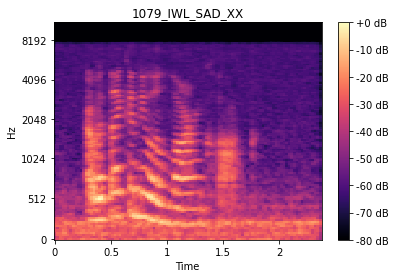 1079_IWL_SAD_XX
+0 dB
8192
-10 dB
4096
-20 dB
-30 dB
2048
Hz
-40 dB
1024
-50 dB
512
-60 dB
-70 dB
0
-80 dB
0 0.5 1 1.5 2
Time